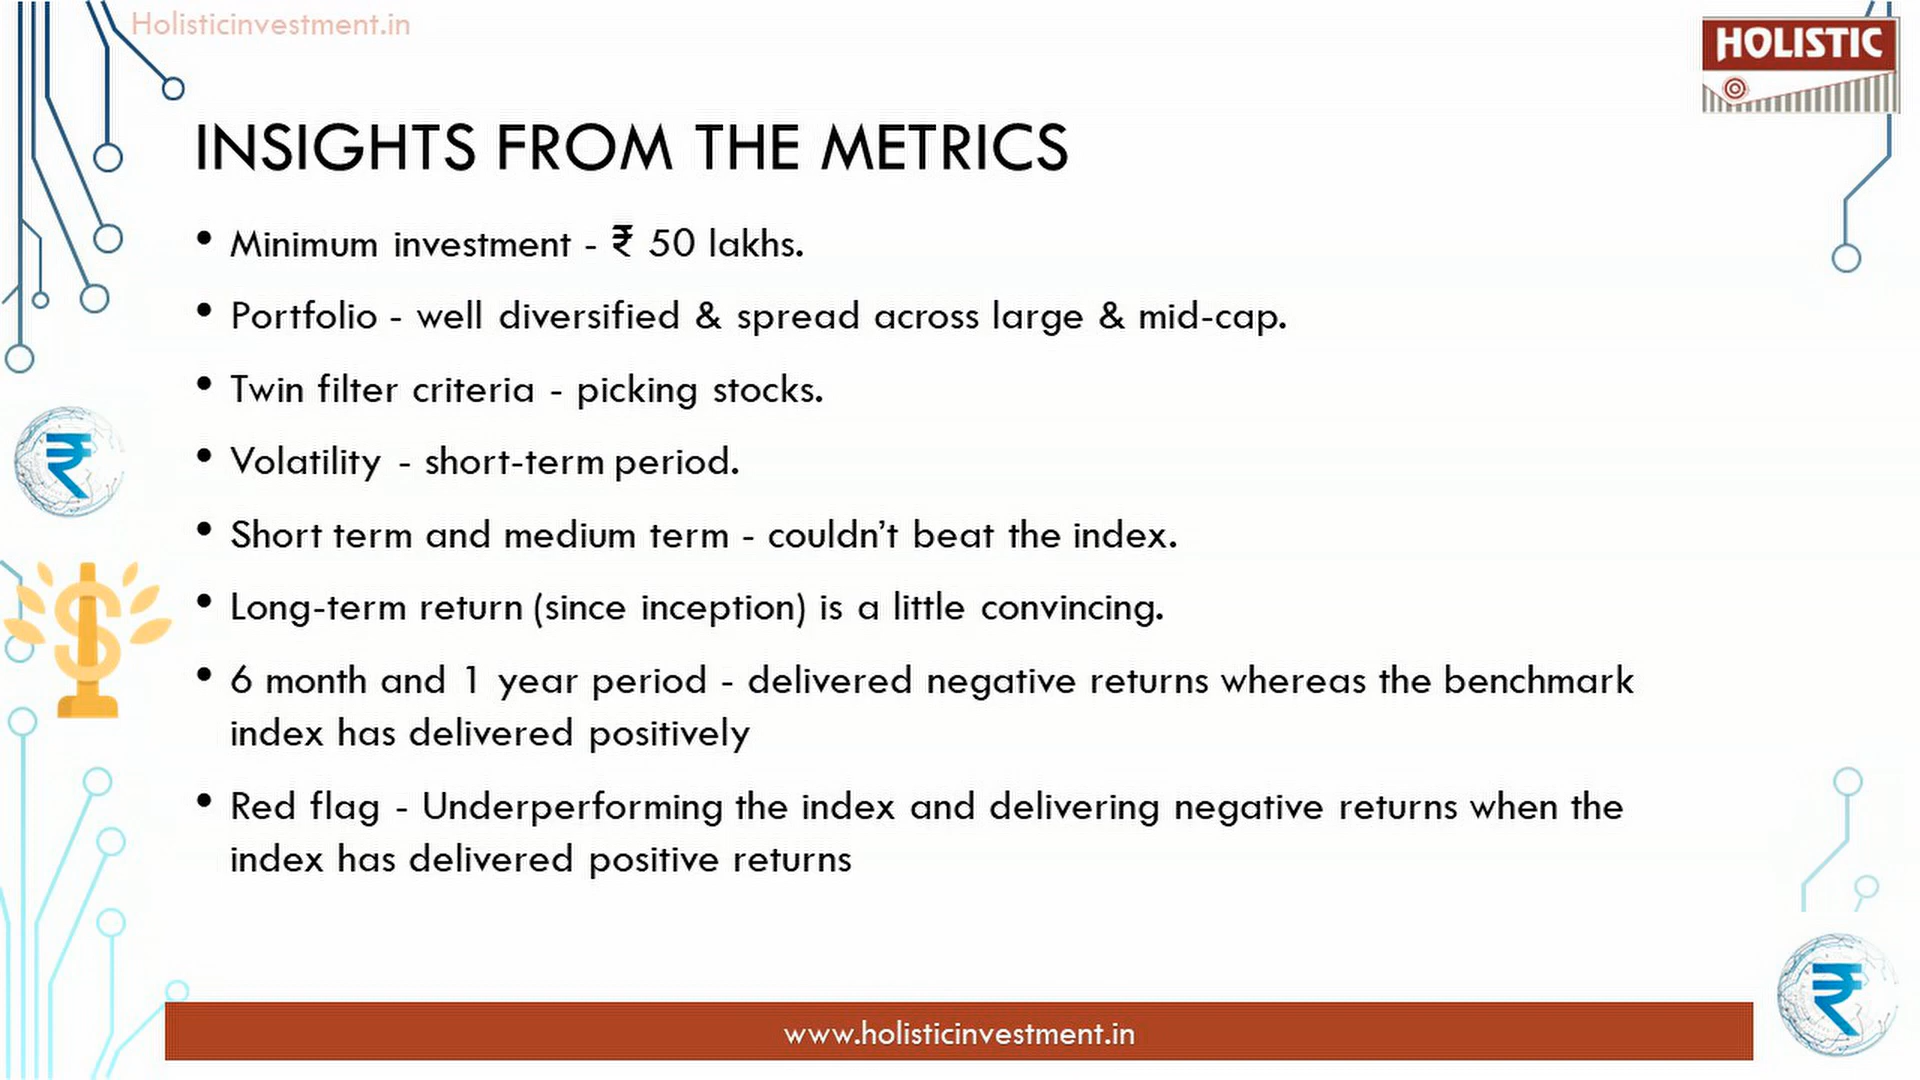 Holisticinvestment.in
HOLISTIC
INSIGHTS FROM THE METRICS
• Minimum investment - ₹ 50 lakhs.
• Portfolio - well diversified & spread across large & mid-cap.
• Twin filter criteria - picking stocks.
• Volatility - short-term period.
• Short term and medium term - couldn’t beat the index.
• Long-term return (since inception) is a little convincing.
• 6 month and 1 year period - delivered negative returns whereas the benchmark
index has delivered positively
• Red flag - Underperforming the index and delivering negative returns when the
index has delivered positive returns
www.holisticinvestment.in